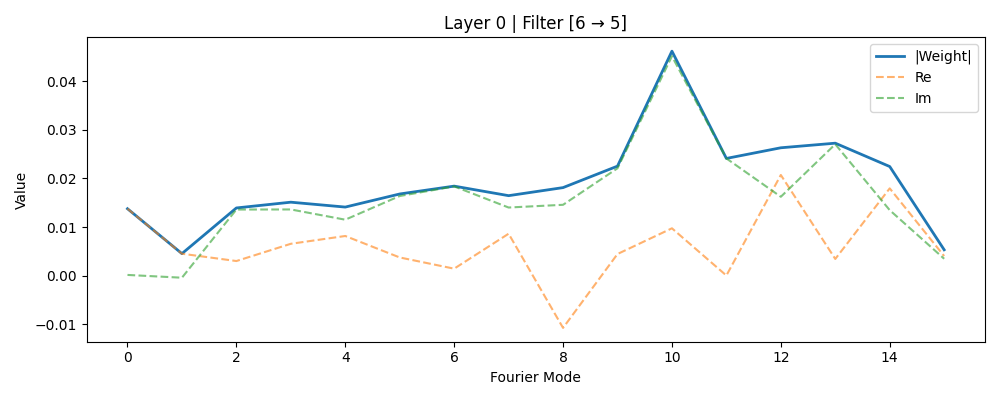 Layer 0 | Filter [6 → 5]
|Weight|
Re
Im
Value
0.04
0.03
0.02
0.01
0.00
−0.01
0 2 4 6 8 10 12 14
Fourier Mode